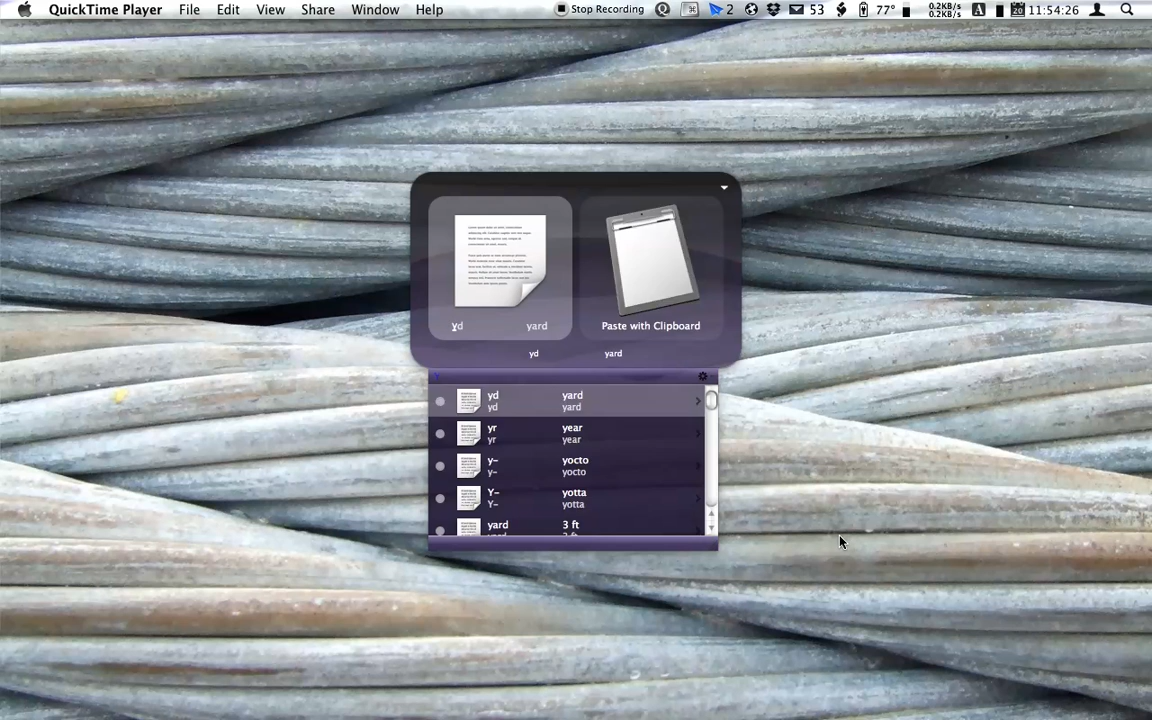 QuickTime Player File Edit View Share Window Help Stop Recording 2 53 77° 0.2KB/s 0.2KB/s A 20 11:54:26
yd yard
Paste with Clipboard
yd yard
yd yard
yd yard
yr year
yr year
y- yocto
y- yocto
Y- yotta
Y- yotta
yard 3 ft